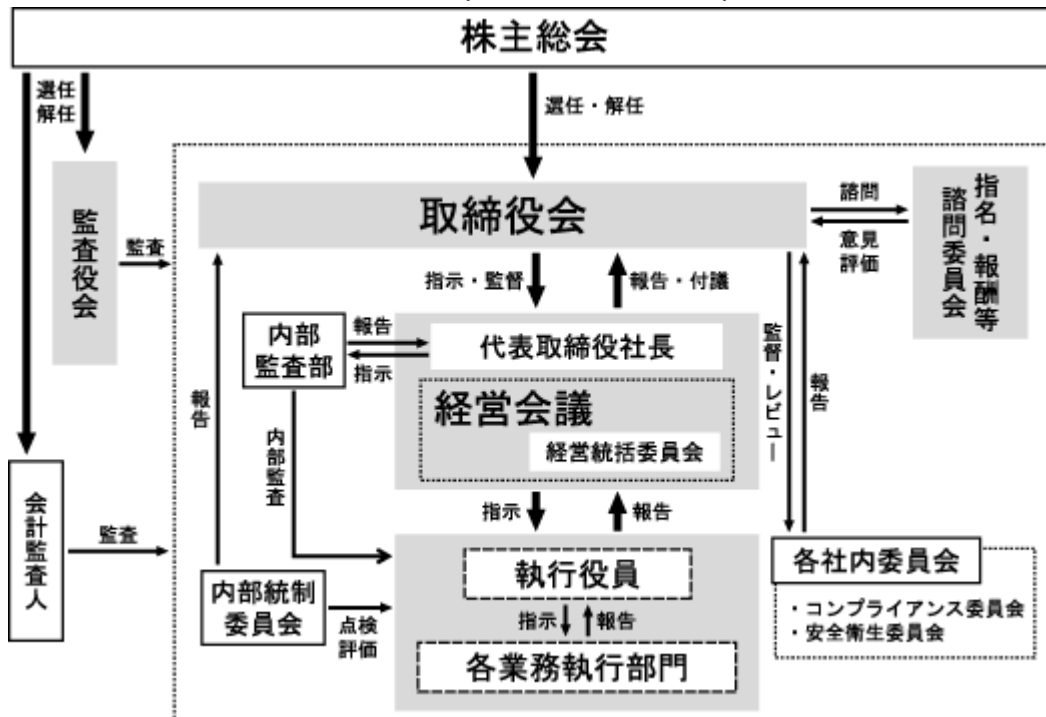 株主総会
選任
解任
選任・解任
監査役会
監査
取締役会
諮問
意見
評価
指名・報酬等
諮問委員会
指示・監督
報告・付議
内部
監査部
報告
指示
代表取締役社長
経営会議
経営統括委員会
報告
内部監査
監督・レビュー
報告
指示
報告
会計監査人
監査
内部統制
委員会
点検
評価
執行役員
指示
報告
各業務執行部門
各社内委員会
・コンプライアンス委員会
・安全衛生委員会